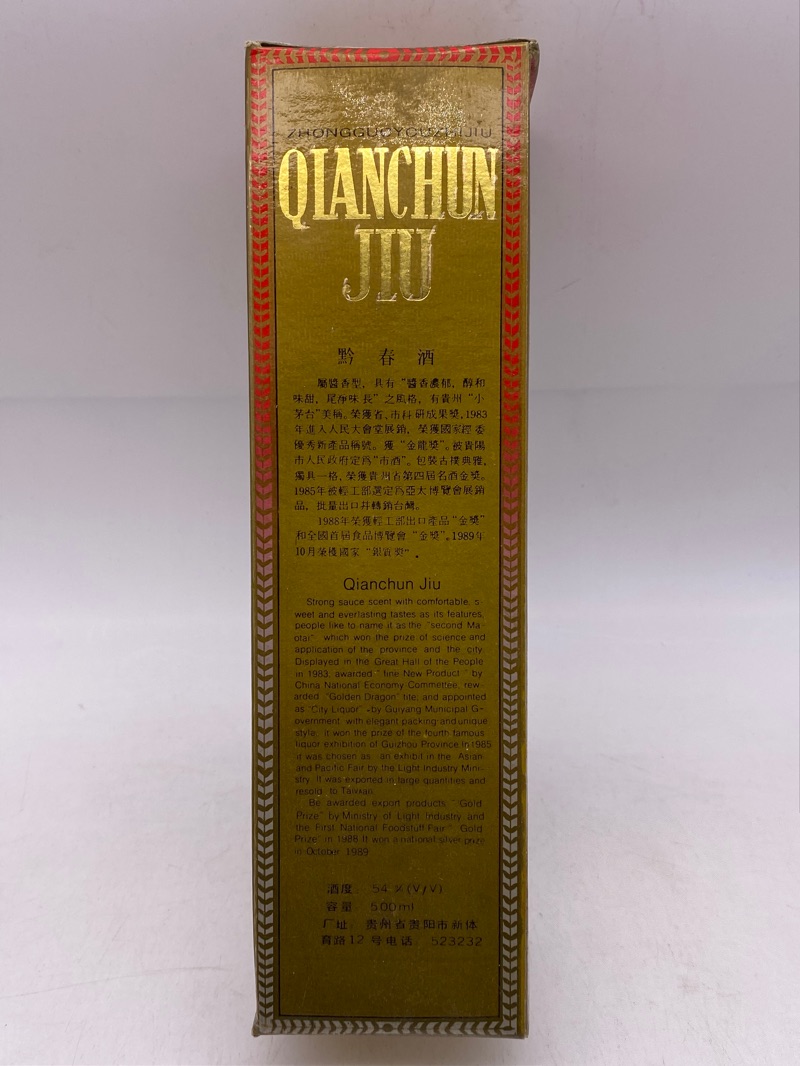 ZHONGGUOYOUZHIJIU
QIANCHUN
JIU
黔春酒
屬醬香型，具有“醬香濃郁，醇和
味甜，尾净味長”之風格，有貴州“小
茅台”美稱。榮獲省、市科研成果獎。1983
年進入人民大會堂展銷，榮獲國家經委
優秀新產品稱號。獲“金龍獎”。被貴陽
市人民政府定爲“市酒”。包裝古樸典雅，
獨具一格，榮獲貴州省第四屆名酒金獎。
1985年被輕工部選定爲亞太博覽會展銷
品，批量出口并轉銷台灣。
1988年榮獲輕工部出口產品“金獎”
和全國首屆食品博覽會“金獎”。1989年
10月榮獲國家“銀質獎”.
Qianchun Jiu
Strong sauce scent with comfortable, s-
weet and everlasting tastes as its features,
people like to name it as the "second Ma-
otai" which won the prize of science and
application of the province and the city.
Displayed in the Great Hall of the People
in 1983, awarded "fine New Product" by
China National Economy Committee, rew-
arded "Golden Dragon" title, and appointed
as "City Liquor" by Guiyang Municipal G-
overnment, with elegant packing and unique
style, it won the prize of the fourth famous
liquor exhibition of Guizhou Province In 1985
it was chosen as an exhibit in the Asian
and Pacific Fair by the Light Industry Mini-
stry. It was exported in large quantities and
resold to Taiwan.
Be awarded export products "Gold
Prize" by Ministry of Light Industry and
the First National Foodstuff Fair "Gold
Prize" in 1988 It won a national silver prize
in October 1989
酒度 54 %(V/V)
容量 500ml
厂址 贵州省贵阳市新体
育路12号电话：523232